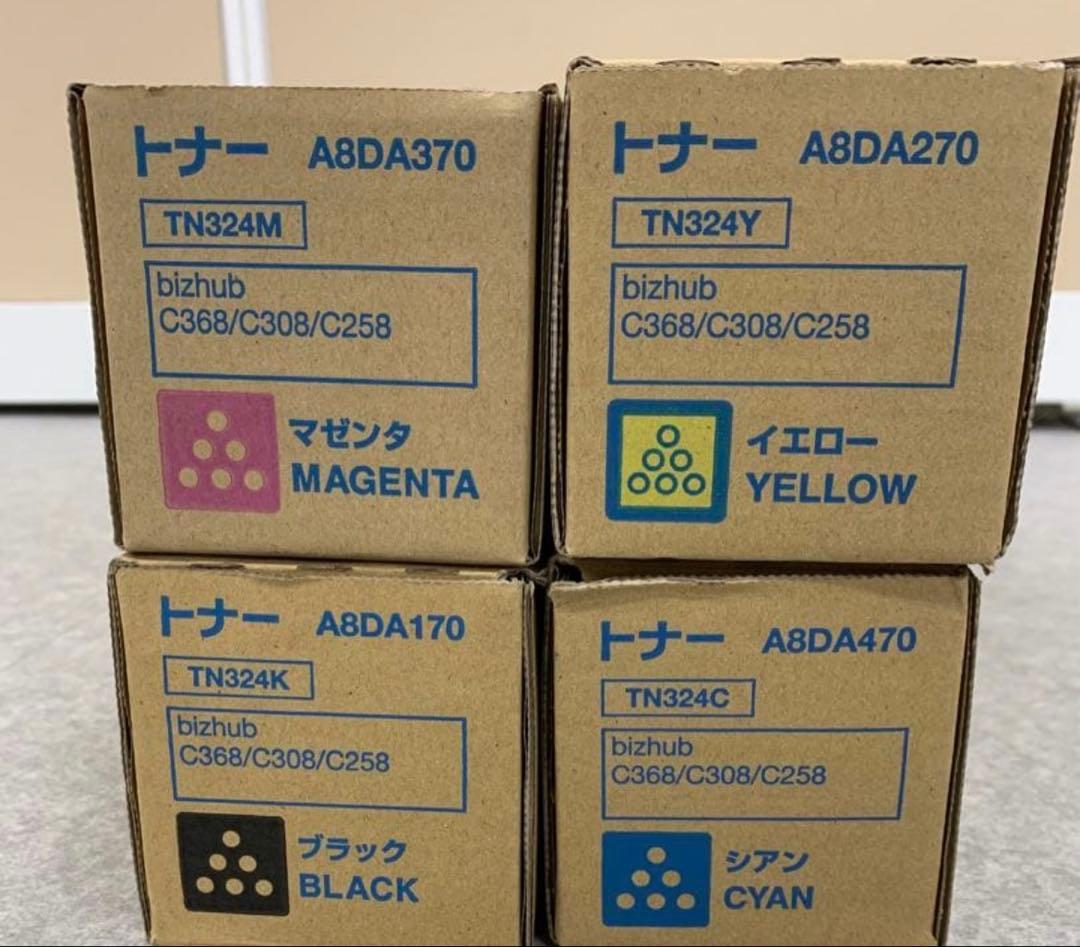 トナー A8DA370
TN324M
bizhub
C368/C308/C258
マゼンタ
MAGENTA
トナー A8DA270
TN324Y
bizhub
C368/C308/C258
イエロー
YELLOW
トナー A8DA170
TN324K
bizhub
C368/C308/C258
ブラック
BLACK
トナー A8DA470
TN324C
bizhub
C368/C308/C258
シアン
CYAN